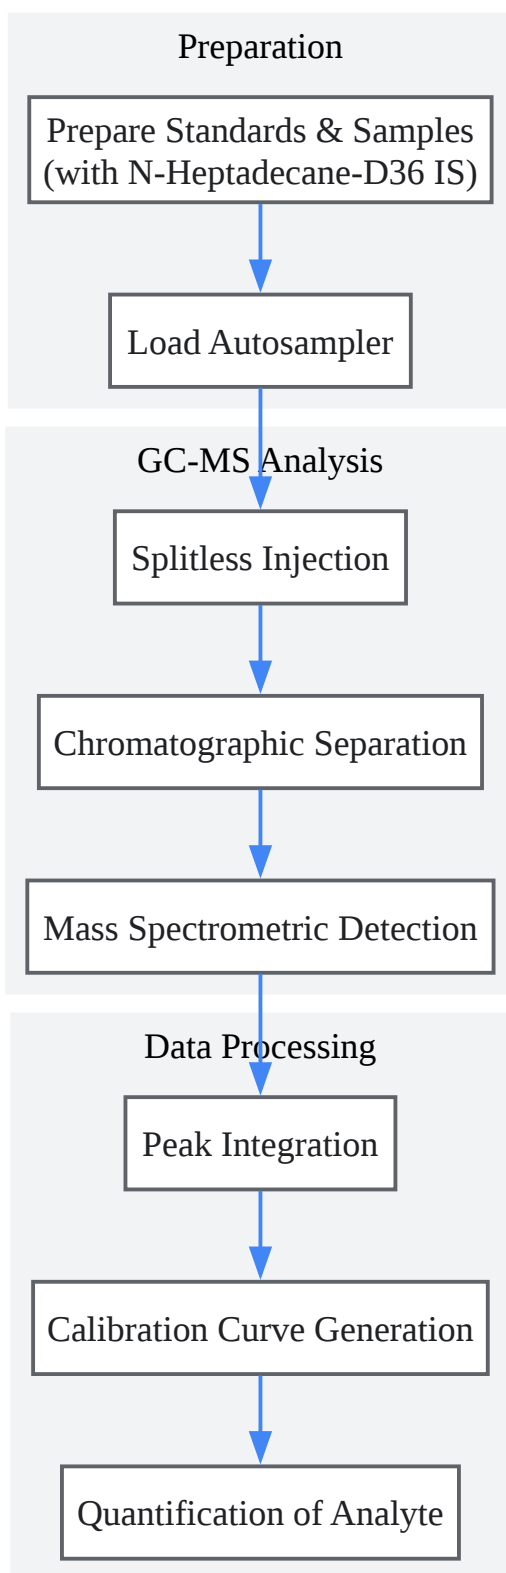 Preparation
Prepare Standards & Samples
(with N-Heptadecane-D36 IS)
Load Autosampler
GC-MS Analysis
Splitless Injection
Chromatographic Separation
Mass Spectrometric Detection
Data Processing
Peak Integration
Calibration Curve Generation
Quantification of Analyte